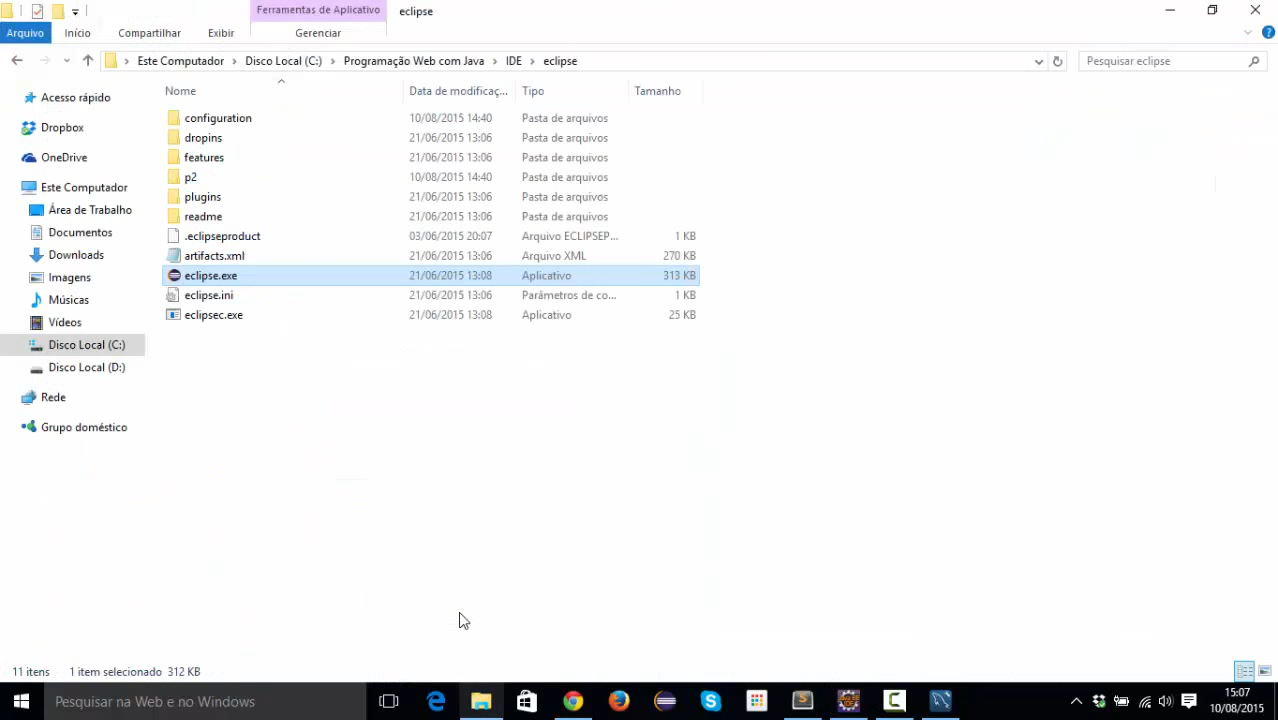 Ferramentas de Aplicativo eclipse
Arquivo Início Compartilhar Exibir Gerenciar
Este Computador Disco Local (C:) Programação Web com Java IDE eclipse Pesquisar eclipse
Nome Data de modificaç... Tipo Tamanho
Acesso rápido
Dropbox
OneDrive
Este Computador
Área de Trabalho
Documentos
Downloads
Imagens
Músicas
Vídeos
Disco Local (C:)
Disco Local (D:)
Rede
Grupo doméstico
configuration 10/08/2015 14:40 Pasta de arquivos
dropins 21/06/2015 13:06 Pasta de arquivos
features 21/06/2015 13:06 Pasta de arquivos
p2 10/08/2015 14:40 Pasta de arquivos
plugins 21/06/2015 13:06 Pasta de arquivos
readme 21/06/2015 13:06 Pasta de arquivos
.eclipseproduct 03/06/2015 20:07 Arquivo ECLIPSEP... 1 KB
artifacts.xml 21/06/2015 13:06 Arquivo XML 270 KB
eclipse.exe 21/06/2015 13:08 Aplicativo 313 KB
eclipse.ini 21/06/2015 13:06 Parâmetros de co... 1 KB
eclipsec.exe 21/06/2015 13:08 Aplicativo 25 KB
11 itens 1 item selecionado 312 KB
Pesquisar na Web e no Windows
15:07
10/08/2015